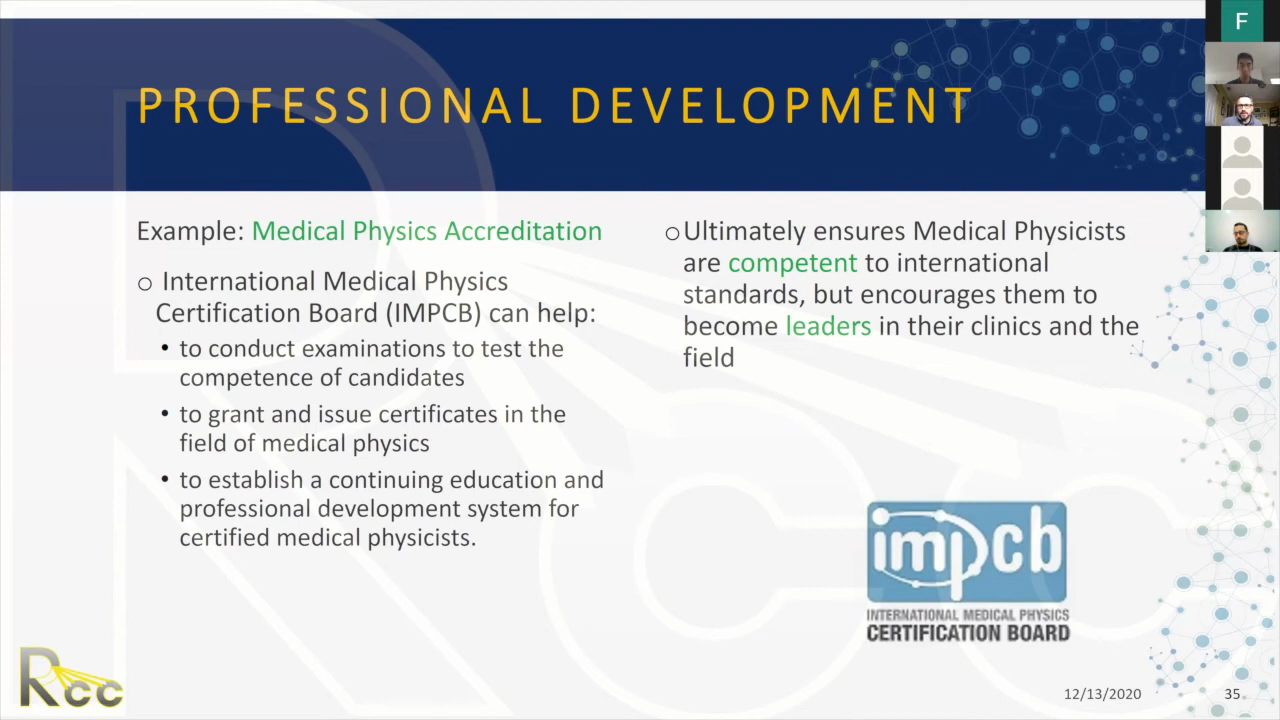 PROFESSIONAL DEVELOPMENT
Example: Medical Physics Accreditation
o International Medical Physics
Certification Board (IMPCB) can help:
• to conduct examinations to test the
competence of candidates
• to grant and issue certificates in the
field of medical physics
• to establish a continuing education and
professional development system for
certified medical physicists.
o Ultimately ensures Medical Physicists
are competent to international
standards, but encourages them to
become leaders in their clinics and the
field
impcb
INTERNATIONAL MEDICAL PHYSICS
CERTIFICATION BOARD
Rcc
12/13/2020
35
F